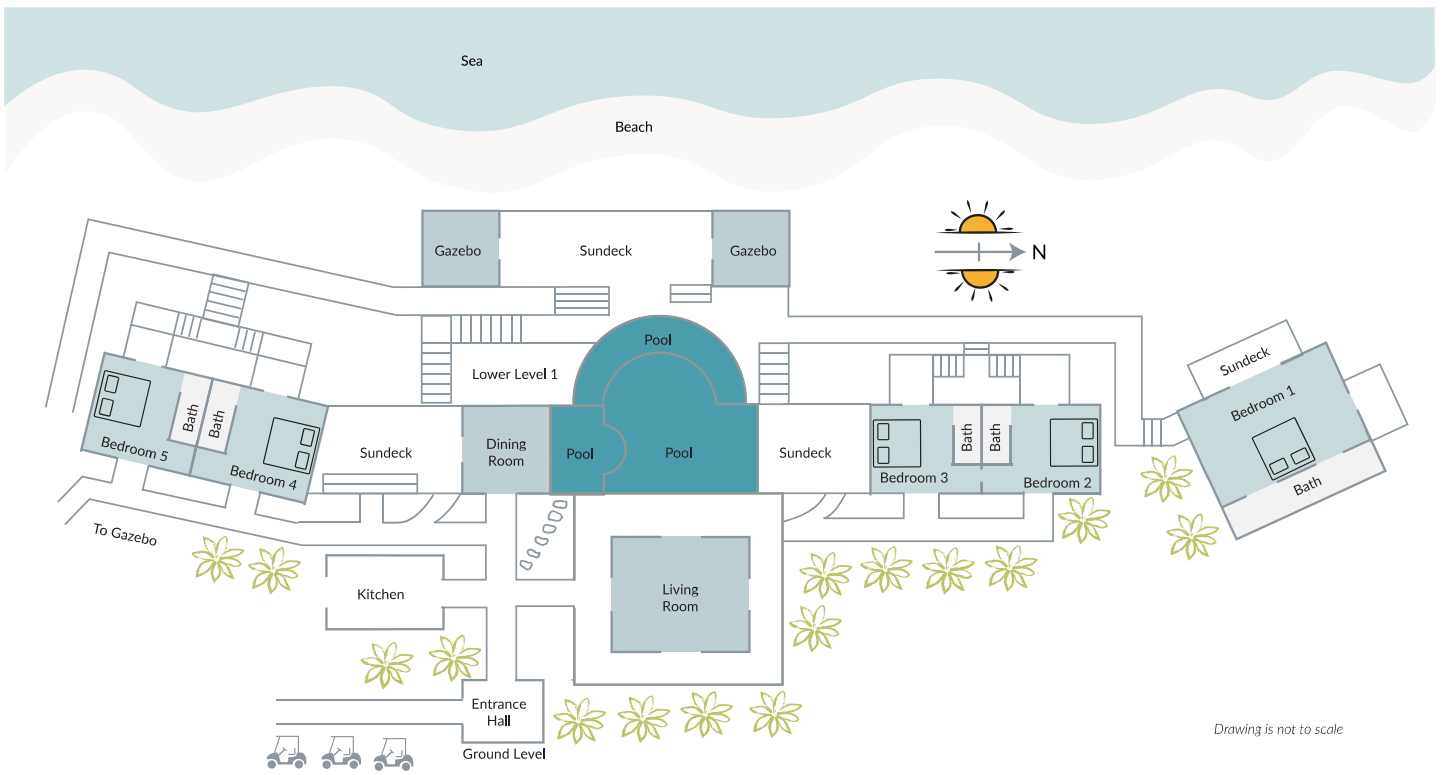 Sea
Beach
Gazebo
Sundeck
Gazebo
N
Pool
Lower Level 1
Sundeck
Bedroom 1
Bath
Bath
Bath
Bedroom 5
Bedroom 4
Sundeck
Dining
Room
Pool
Pool
Sundeck
Bath
Bath
Bedroom 3
Bedroom 2
To Gazebo
Kitchen
Living
Room
Entrance
Hall
Ground Level
Drawing is not to scale